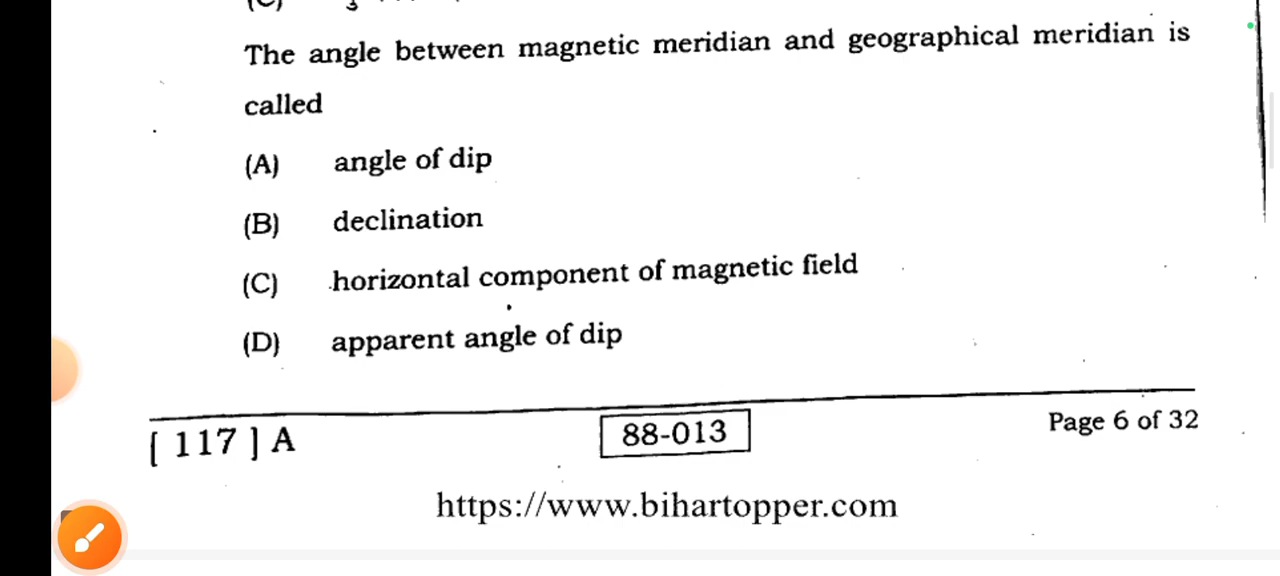 The angle between magnetic meridian and geographical meridian is
called
(A) angle of dip
(B) declination
(C) horizontal component of magnetic field
(D) apparent angle of dip
[ 117 ] A 88-013 Page 6 of 32
https://www.bihartopper.com